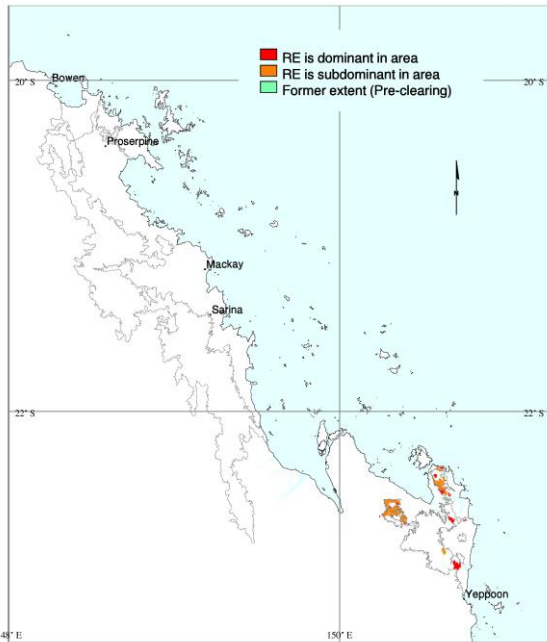 RE is dominant in area
RE is subdominant in area
Former extent (Pre-clearing)
20° S
20° S
Bowen
Proserpine
N
Mackay
Sarina
22° S
22° S
Yeppoon
48° E
150° E